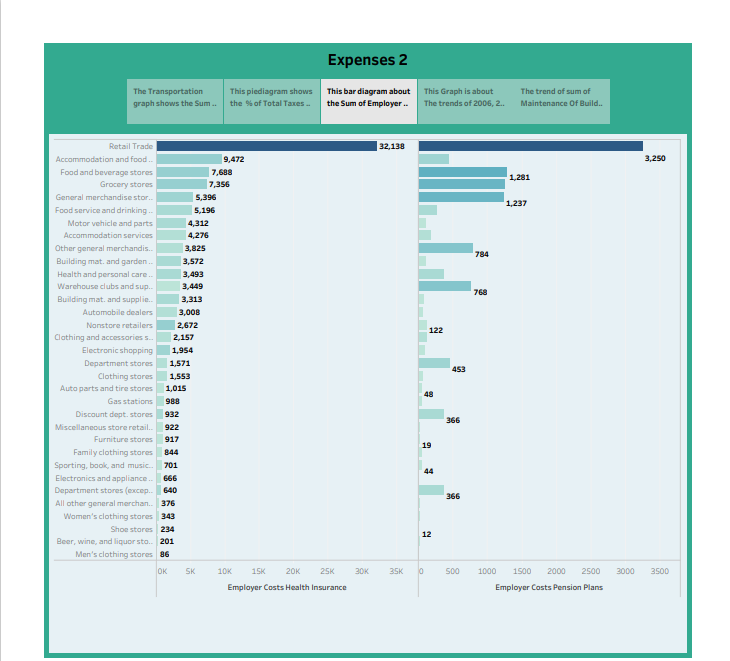 Expenses 2
The Transportation
graph shows the Sum ..
This piediagram shows
the % of Total Taxes ..
This bar diagram about
the Sum of Employer ..
This Graph is about
The trends of 2006, 2..
The trend of sum of
Maintenance Of Build..
Retail Trade 32,138 3,250
Accommodation and food .. 9,472
Food and beverage stores 7,688 1,281
Grocery stores 7,356
General merchandise stor.. 5,396 1,237
Food service and drinking .. 5,196
Motor vehicle and parts 4,312
Accommodation services 4,276
Other general merchandis.. 3,825 784
Building mat. and garden .. 3,572
Health and personal care .. 3,493
Warehouse clubs and sup.. 3,449 768
Building mat. and supplie.. 3,313
Automobile dealers 3,008
Nonstore retailers 2,672 122
Clothing and accessories s.. 2,157
Electronic shopping 1,954
Department stores 1,571 453
Clothing stores 1,553
Auto parts and tire stores 1,015 48
Gas stations 988
Discount dept. stores 932 366
Miscellaneous store retail.. 922
Furniture stores 917 19
Family clothing stores 844
Sporting, book, and music.. 701 44
Electronics and appliance .. 666
Department stores (excep.. 640 366
All other general merchan.. 376
Women's clothing stores 343
Shoe stores 234 12
Beer, wine, and liquor sto.. 201
Men's clothing stores 86
0K 5K 10K 15K 20K 25K 30K 35K 0 500 1000 1500 2000 2500 3000 3500
Employer Costs Health Insurance Employer Costs Pension Plans